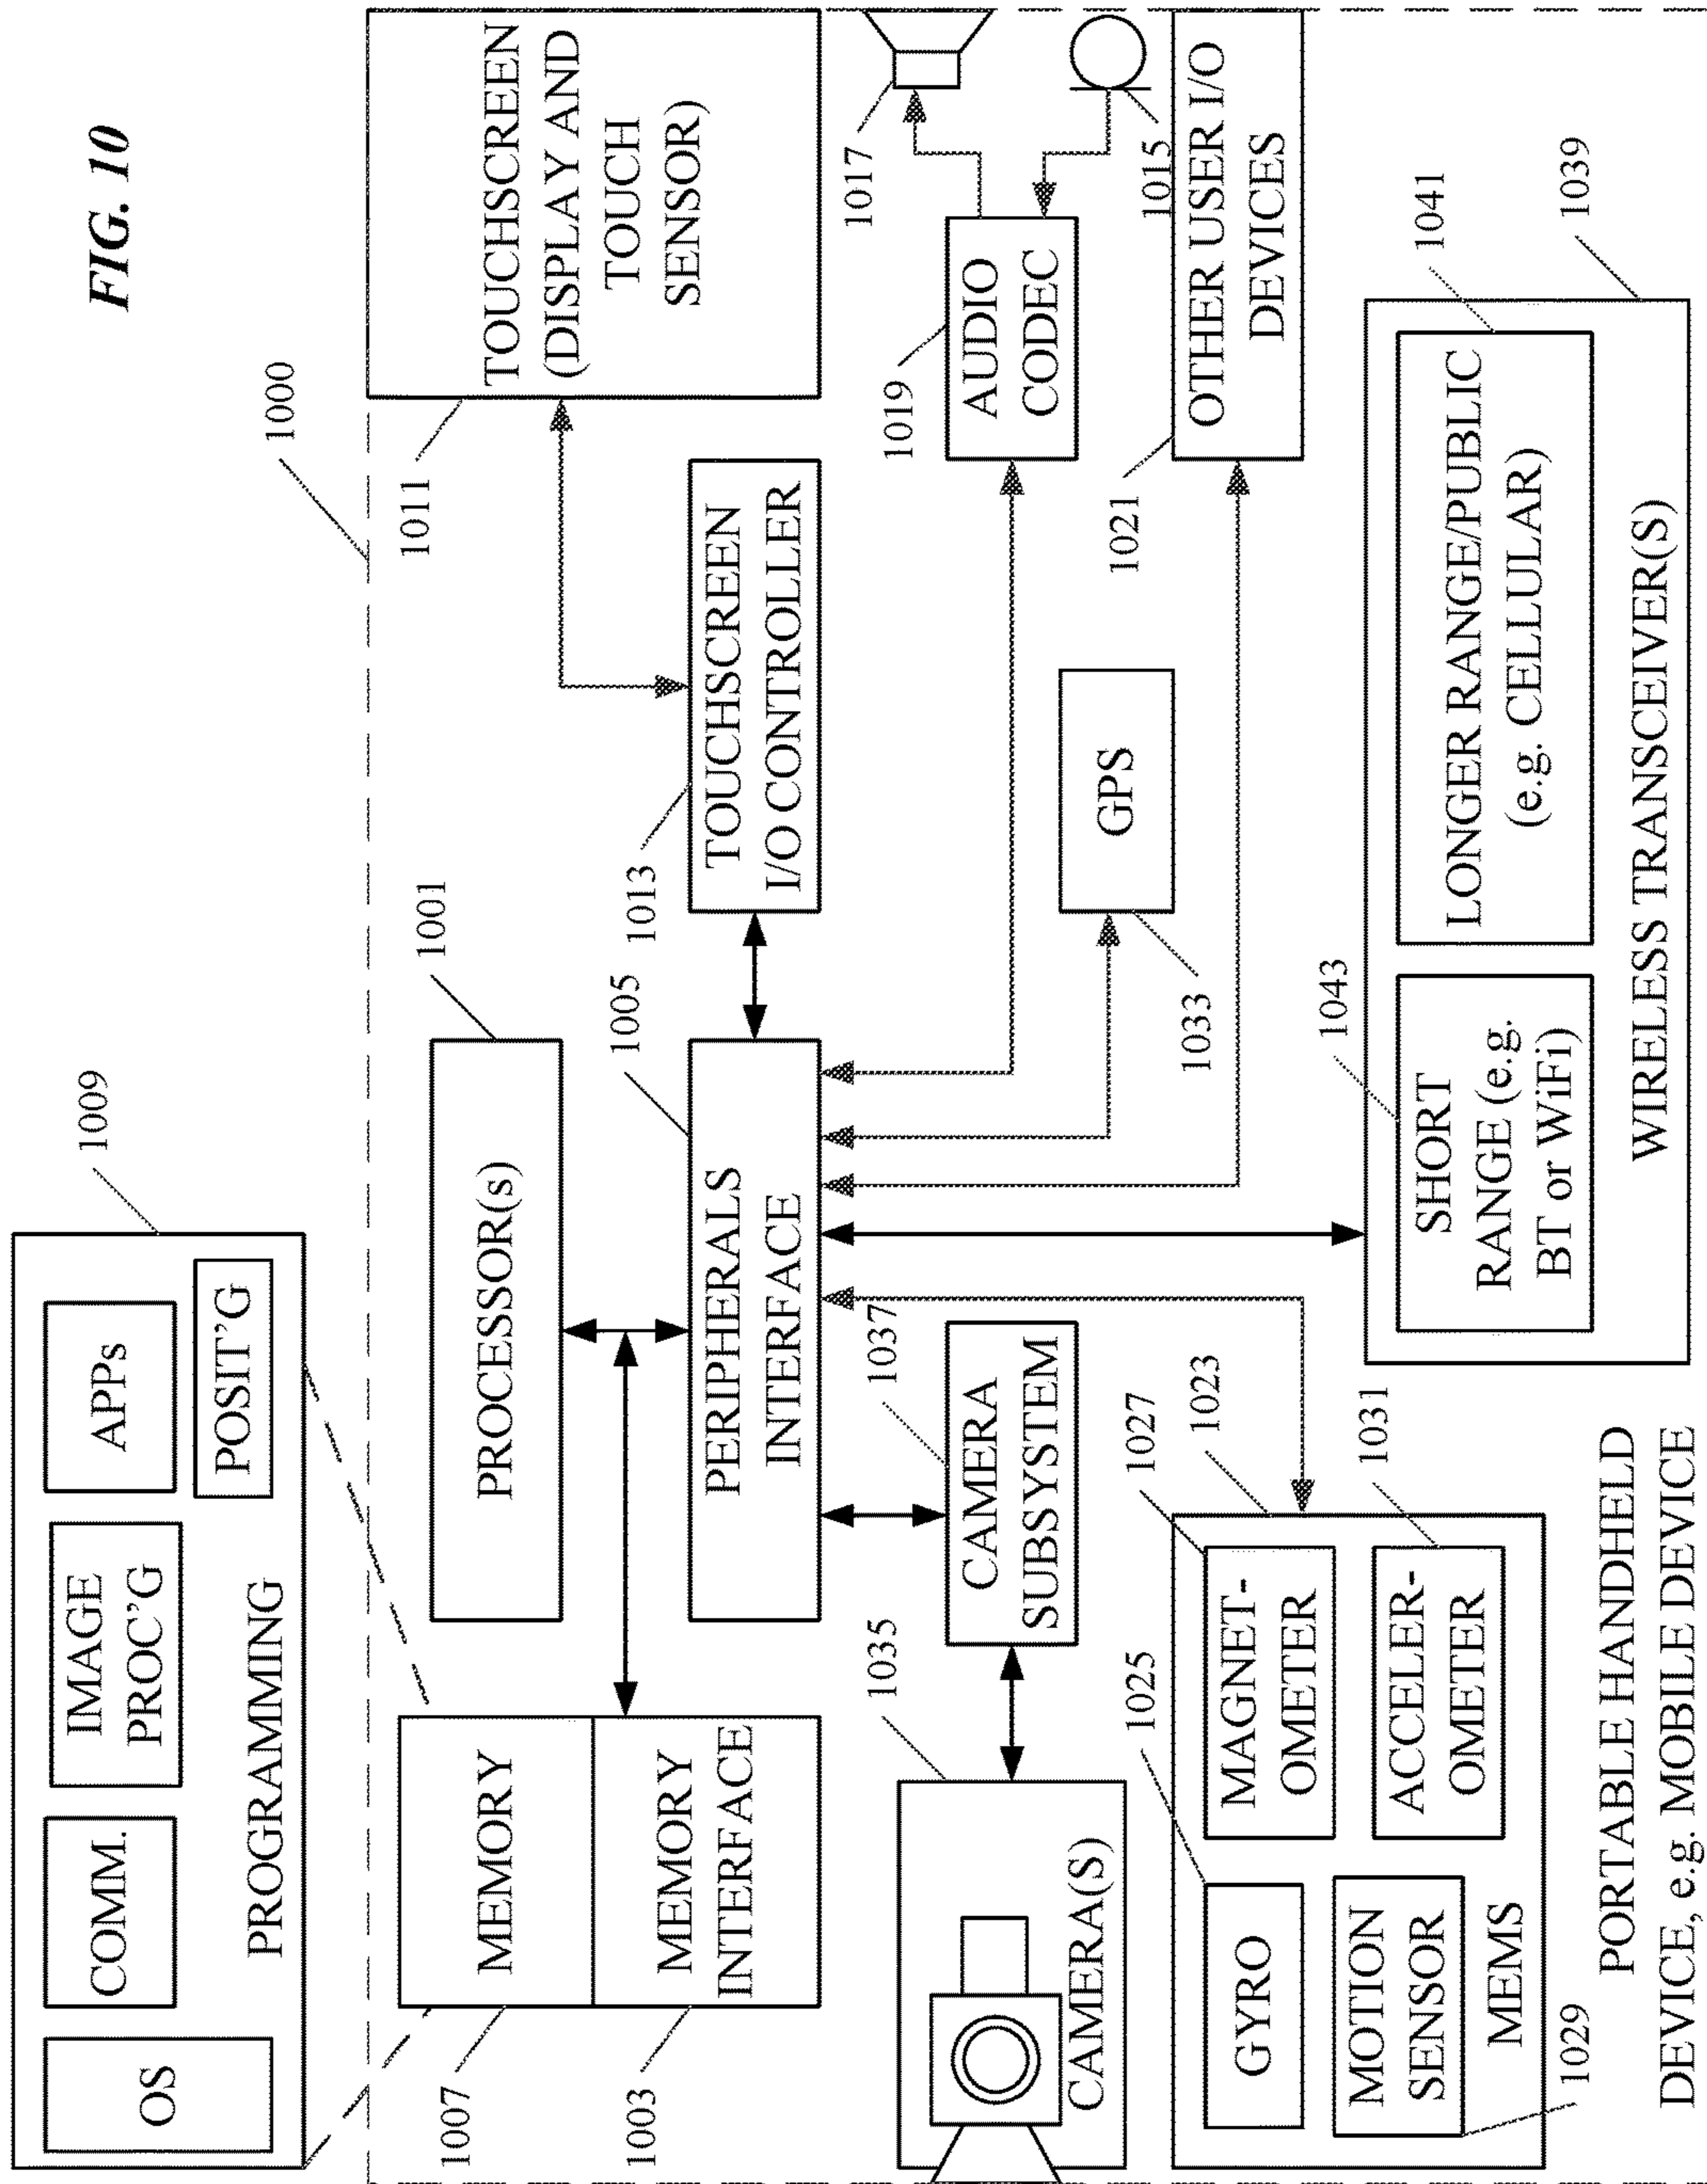 FIG. 10
1009
OS
COMM.
IMAGE
PROC'G
APPs
POSIT'G
PROGRAMMING
1000
1007
MEMORY
1003
MEMORY
INTERFACE
1001
PROCESSOR(s)
1005
PERIPHERALS
INTERFACE
1013
TOUCHSCREEN
I/O CONTROLLER
1011
TOUCHSCREEN
(DISPLAY AND
TOUCH
SENSOR)
1017
1019
AUDIO
CODEC
1015
1021
OTHER USER I/O
DEVICES
GPS
1033
1035
CAMERA(S)
1037
CAMERA
SUBSYSTEM
1025
GYRO
1027
MAGNET-
OMETER
1023
MOTION
SENSOR
1031
ACCELER-
OMETER
MEMS
1029
1043
SHORT
RANGE (e.g.
BT or WiFi)
1041
LONGER RANGE/PUBLIC
(e.g. CELLULAR)
WIRELESS TRANSCEIVER(S)
1039
PORTABLE HANDHELD
DEVICE, e.g. MOBILE DEVICE